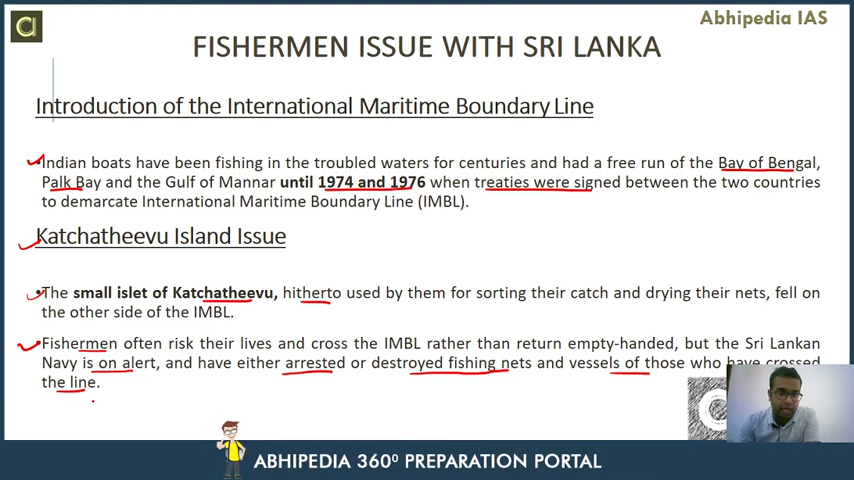 Abhipedia IAS
FISHERMEN ISSUE WITH SRI LANKA
Introduction of the International Maritime Boundary Line
•Indian boats have been fishing in the troubled waters for centuries and had a free run of the Bay of Bengal,
Palk Bay and the Gulf of Mannar until 1974 and 1976 when treaties were signed between the two countries
to demarcate International Maritime Boundary Line (IMBL).
Katchatheevu Island Issue
•The small islet of Katchatheevu, hitherto used by them for sorting their catch and drying their nets, fell on
the other side of the IMBL.
•Fishermen often risk their lives and cross the IMBL rather than return empty-handed, but the Sri Lankan
Navy is on alert, and have either arrested or destroyed fishing nets and vessels of those who have crossed
the line.
ABHIPEDIA 360⁰ PREPARATION PORTAL